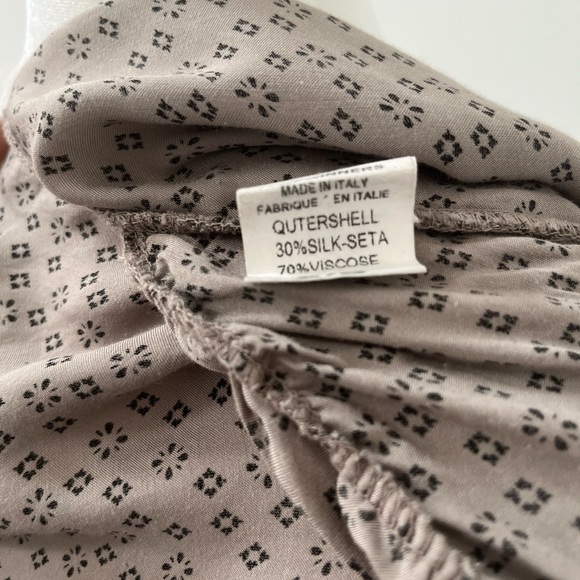 MADE IN ITALY
FABRIQUE EN ITALIE
QUTERSHELL
30%SILK-SETA
70%VISCOSE